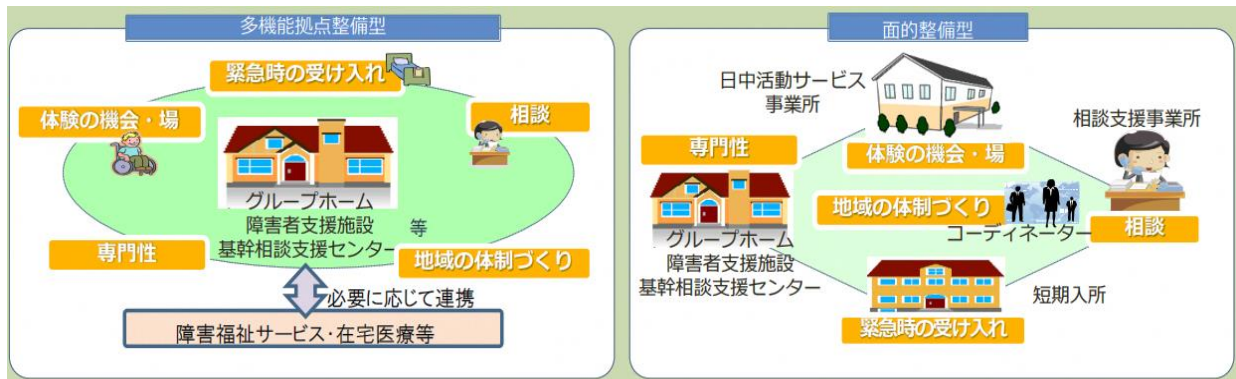 多機能拠点整備型
緊急時の受け入れ
体験の機会・場
相談
グループホーム
障害者支援施設
基幹相談支援センター
等
専門性
地域の体制づくり
必要に応じて連携
障害福祉サービス・在宅医療等
面的整備型
日中活動サービス
事業所
体験の機会・場
相談支援事業所
相談
専門性
グループホーム
障害者支援施設
基幹相談支援センター
地域の体制づくり
コーディネーター
短期入所
緊急時の受け入れ